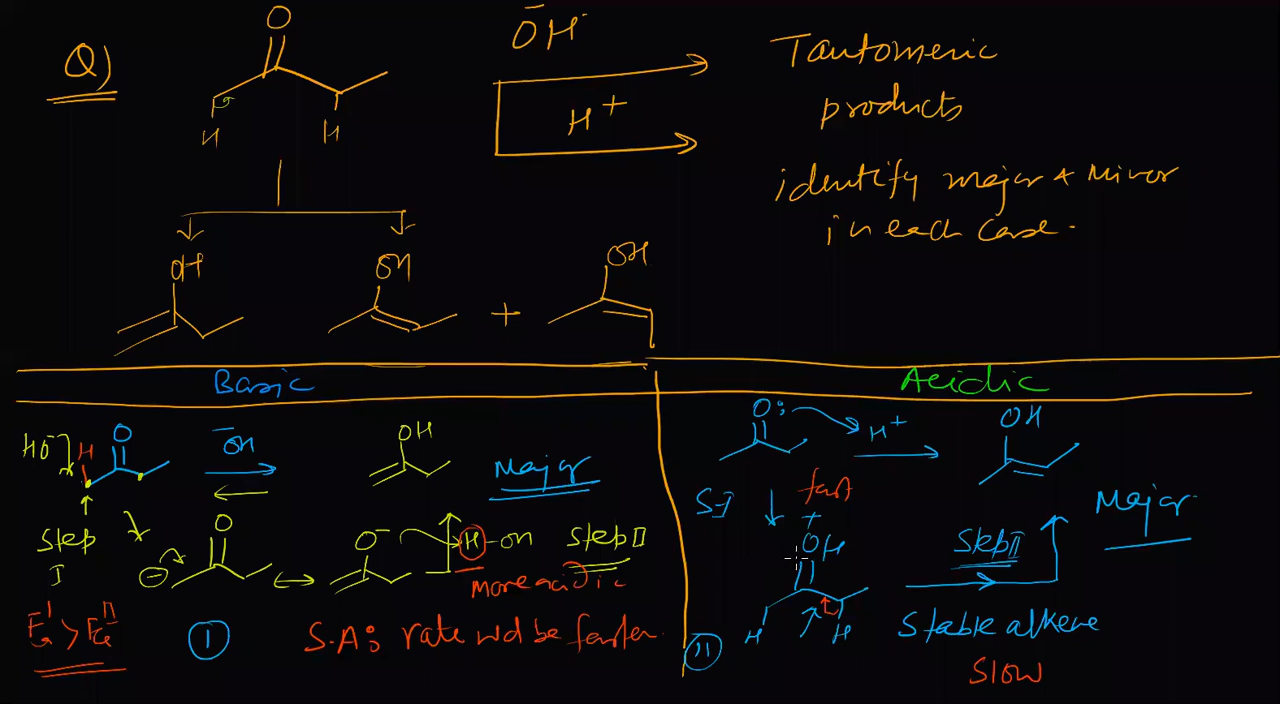 Q)
O
H
H
OH⁻
H+
Tautomeric
products
identify major & Minor
in each case.
OH
OH
+
OH
Basic
Acidic
HO⁻
H
O
⁻OH
OH
Major
Step
I
⊖
O
O⁻
H-OH
Step II
More acidic
Ea^I > Ea^II
I
S.A: rate wd be faster.
O:
H+
OH
S-I
fast
+
OH
H
H
Step II
Major
Stable alkene
Slow
II